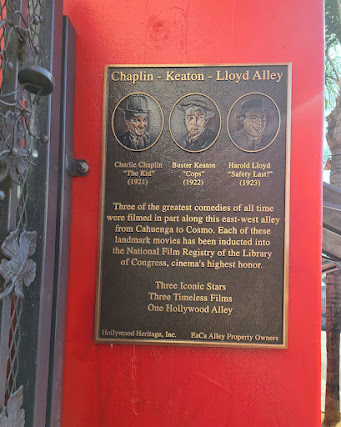 Chaplin - Keaton - Lloyd Alley
Charlie Chaplin
"The Kid"
(1921)
Buster Keaton
"Cops"
(1922)
Harold Lloyd
"Safety Last!"
(1923)
Three of the greatest comedies of all time
were filmed in part along this east-west alley
from Cahuenga to Cosmo. Each of these
landmark movies has been inducted into
the National Film Registry of the Library
of Congress, cinema's highest honor.
Three Iconic Stars
Three Timeless Films
One Hollywood Alley
Hollywood Heritage, Inc. EaCa Alley Property Owners